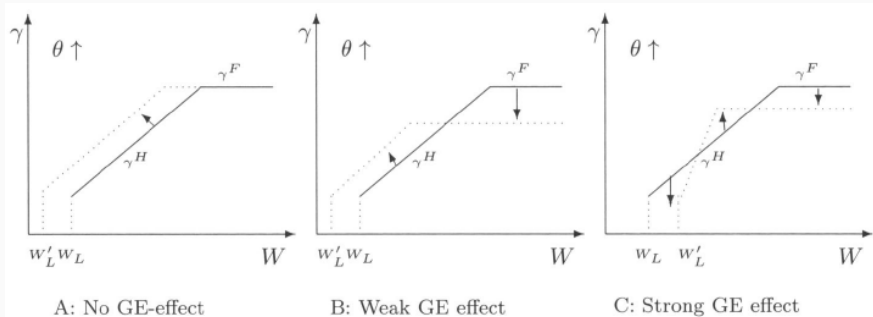 γ
θ ↑
γ^F
γ^H
w'_L w_L
W
A: No GE-effect
γ
θ ↑
γ^F
γ^H
w'_L w_L
W
B: Weak GE effect
γ
θ ↑
γ^F
γ^H
w_L w'_L
W
C: Strong GE effect